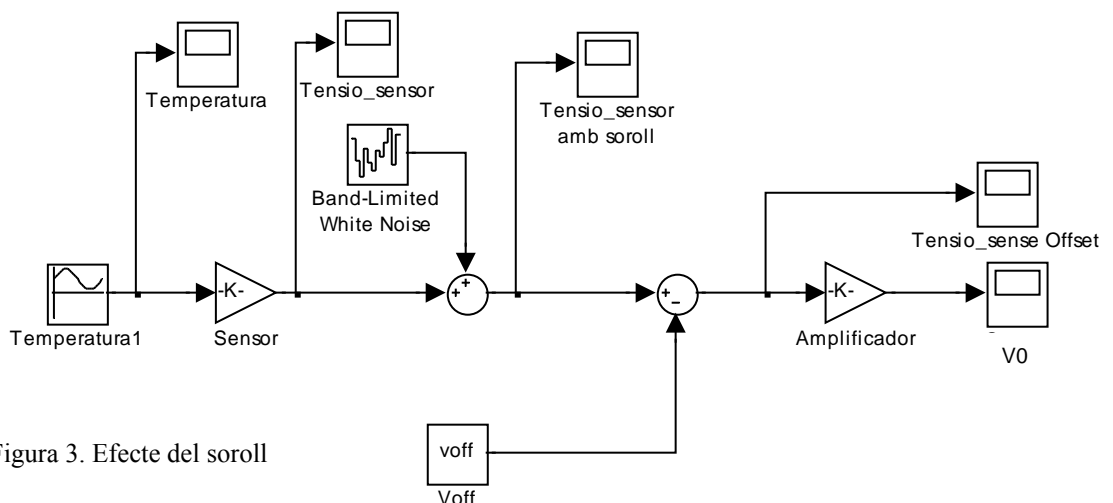 Temperatura
Tensio_sensor
Tensio_sensor
amb soroll
Band-Limited
White Noise
Tensio_sense Offset
-K-
+
+
+
–
-K-
Temperatura1
Sensor
Amplificador
V0
voff
Voff
Figura 3. Efecte del soroll